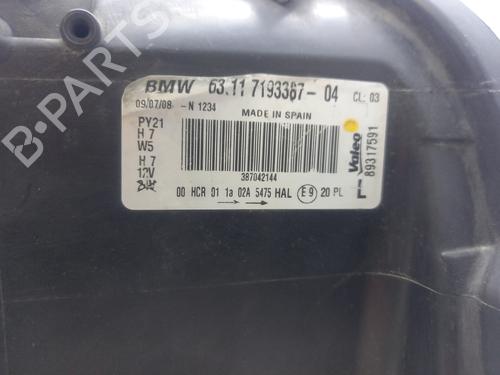 BMW 63.11 7193387-04 CL: 03
09/07/08 -N 1234
MADE IN SPAIN
PY21
H 7
W5
H 7
12V
387042144
00 HCR 01 1a 02A 5475 HAL E9 20 PL
Valeo
89317591
B-PARTS